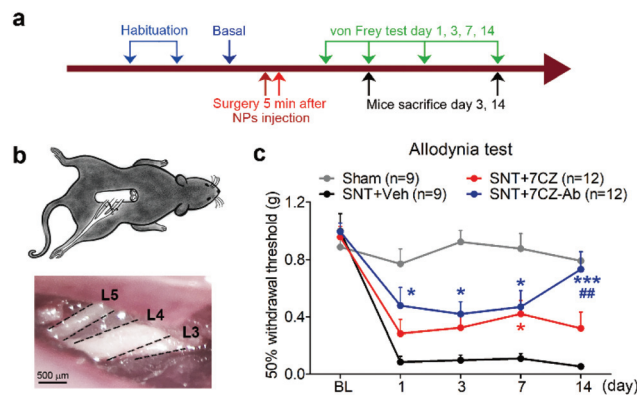 a
Habituation
Basal
von Frey test day 1, 3, 7, 14
Surgery 5 min after
NPs injection
Mice sacrifice day 3, 14
b
L5
L4
L3
500 µm
c
Allodynia test
Sham (n=9)
SNT+7CZ (n=12)
SNT+Veh (n=9)
SNT+7CZ-Ab (n=12)
50% withdrawal threshold (g)
1.2
0.8
0.4
0.0
*
*
*
*
***
##
BL
1
3
7
14
(day)